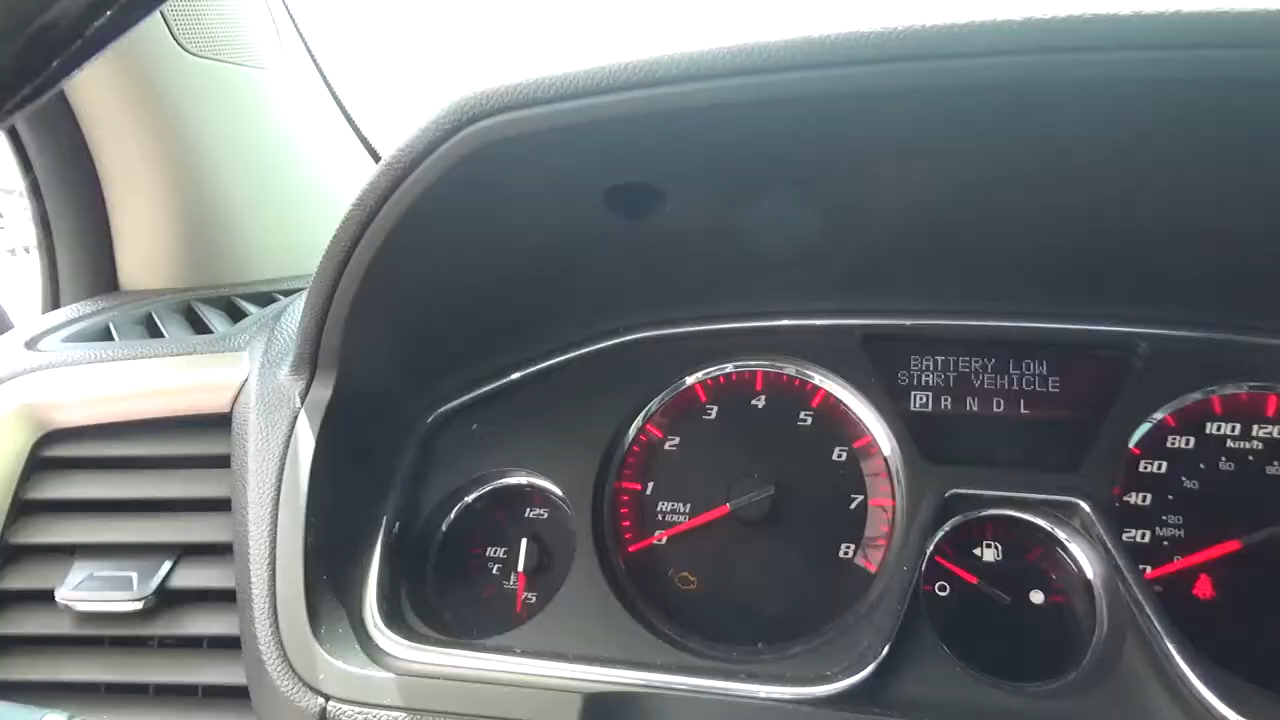 BATTERY LOW
START VEHICLE
P R N D L
0 1 2 3 4 5 6 7 8
RPM
X1000
125
100
°C
75
20 40 60 80 100 120
km/h
20 40 60 80
MPH